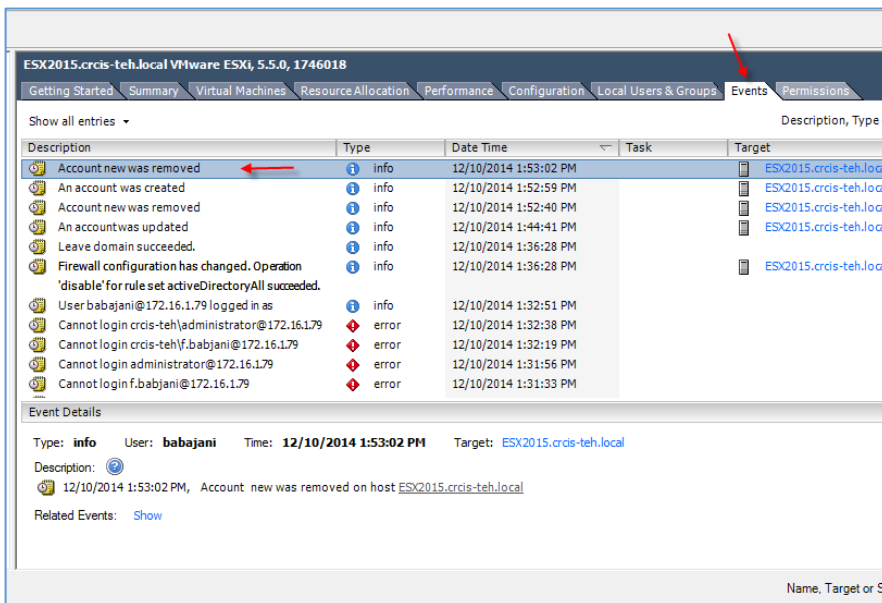 ESX2015.crcis-teh.local VMware ESXi, 5.5.0, 1746018
Getting Started Summary Virtual Machines Resource Allocation Performance Configuration Local Users & Groups Events Permissions
Show all entries Description, Type
Description Type Date Time Task Target
Account new was removed info 12/10/2014 1:53:02 PM ESX2015.crcis-teh.loca
An account was created info 12/10/2014 1:52:59 PM ESX2015.crcis-teh.loca
Account new was removed info 12/10/2014 1:52:40 PM ESX2015.crcis-teh.loca
An account was updated info 12/10/2014 1:44:41 PM ESX2015.crcis-teh.loca
Leave domain succeeded. info 12/10/2014 1:36:28 PM
Firewall configuration has changed. Operation info 12/10/2014 1:36:28 PM ESX2015.crcis-teh.loca
'disable' for rule set activeDirectoryAll succeeded.
User babajani@172.16.1.79 logged in as info 12/10/2014 1:32:51 PM
Cannot login crcis-teh\administrator@172.16.1.79 error 12/10/2014 1:32:38 PM
Cannot login crcis-teh\f.babjani@172.16.1.79 error 12/10/2014 1:32:19 PM
Cannot login administrator@172.16.1.79 error 12/10/2014 1:31:56 PM
Cannot login f.babjani@172.16.1.79 error 12/10/2014 1:31:33 PM
Event Details
Type: info User: babajani Time: 12/10/2014 1:53:02 PM Target: ESX2015.crcis-teh.local
Description:
12/10/2014 1:53:02 PM, Account new was removed on host ESX2015.crcis-teh.local
Related Events: Show
Name, Target or S